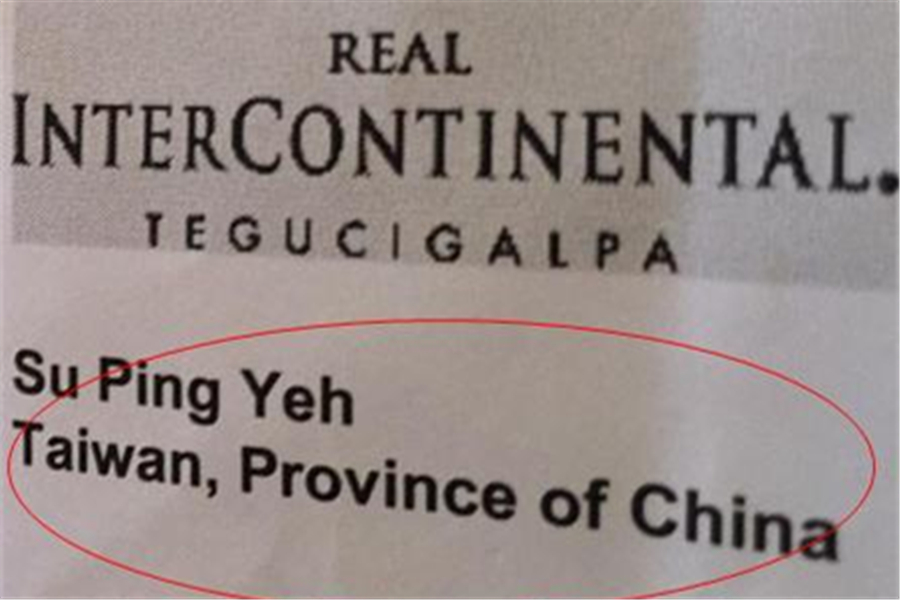 REAL
INTERCONTINENTAL.
TEGUCIGALPA
Su Ping Yeh
Taiwan, Province of China